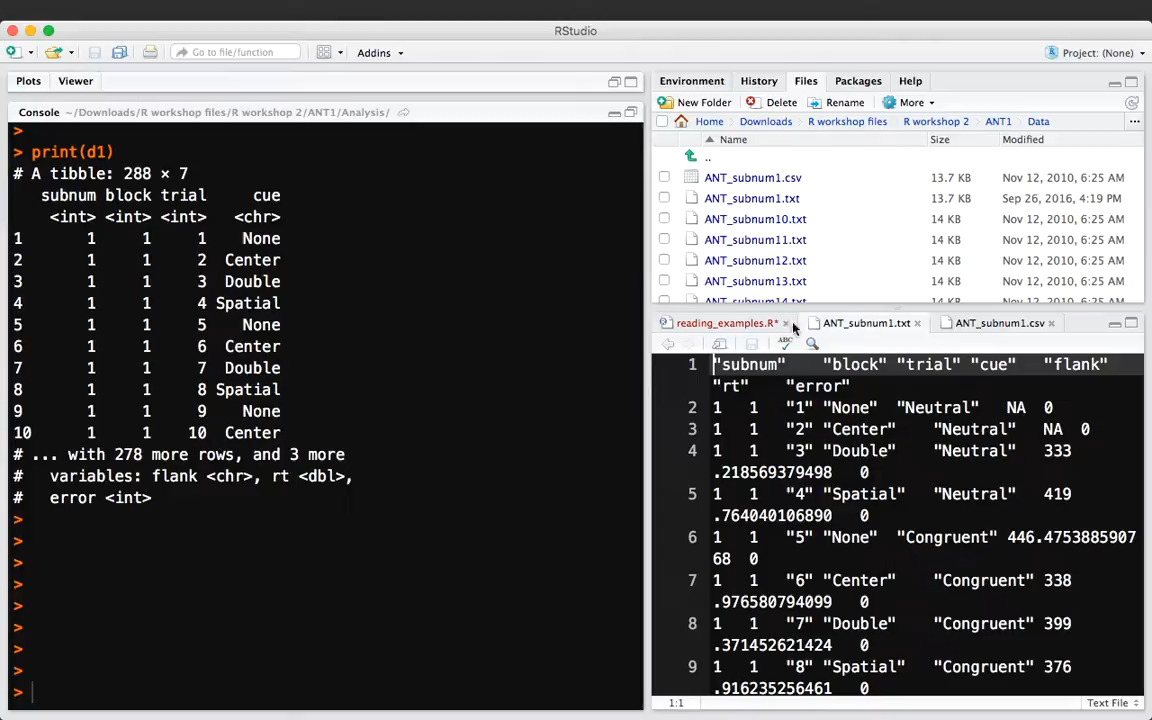 RStudio
Go to file/function
Addins
Project: (None)
Plots Viewer
Console ~/Downloads/R workshop files/R workshop 2/ANT1/Analysis/
>
> print(d1)
# A tibble: 288 × 7
subnum block trial cue
<int> <int> <int> <chr>
1 1 1 1 None
2 1 1 2 Center
3 1 1 3 Double
4 1 1 4 Spatial
5 1 1 5 None
6 1 1 6 Center
7 1 1 7 Double
8 1 1 8 Spatial
9 1 1 9 None
10 1 1 10 Center
# ... with 278 more rows, and 3 more
# variables: flank <chr>, rt <dbl>,
# error <int>
>
>
>
>
>
>
>
>
>
Environment History Files Packages Help
New Folder Delete Rename More
Home Downloads R workshop files R workshop 2 ANT1 Data ...
Name Size Modified
..
ANT_subnum1.csv 13.7 KB Nov 12, 2010, 6:25 AM
ANT_subnum1.txt 13.7 KB Sep 26, 2016, 4:19 PM
ANT_subnum10.txt 14 KB Nov 12, 2010, 6:25 AM
ANT_subnum11.txt 14 KB Nov 12, 2010, 6:25 AM
ANT_subnum12.txt 14 KB Nov 12, 2010, 6:25 AM
ANT_subnum13.txt 14 KB Nov 12, 2010, 6:25 AM
ANT_subnum14.txt 14 KB Nov 12, 2010, 6:25 AM
reading_examples.R* ANT_subnum1.txt ANT_subnum1.csv
ABC
1 "subnum" "block" "trial" "cue" "flank"
"rt" "error"
2 1 1 "1" "None" "Neutral" NA 0
3 1 1 "2" "Center" "Neutral" NA 0
4 1 1 "3" "Double" "Neutral" 333
.218569379498 0
5 1 1 "4" "Spatial" "Neutral" 419
.764040106890 0
6 1 1 "5" "None" "Congruent" 446.4753885907
68 0
7 1 1 "6" "Center" "Congruent" 338
.976580794099 0
8 1 1 "7" "Double" "Congruent" 399
.371452621424 0
9 1 1 "8" "Spatial" "Congruent" 376
.916235256461 0
1:1 Text File